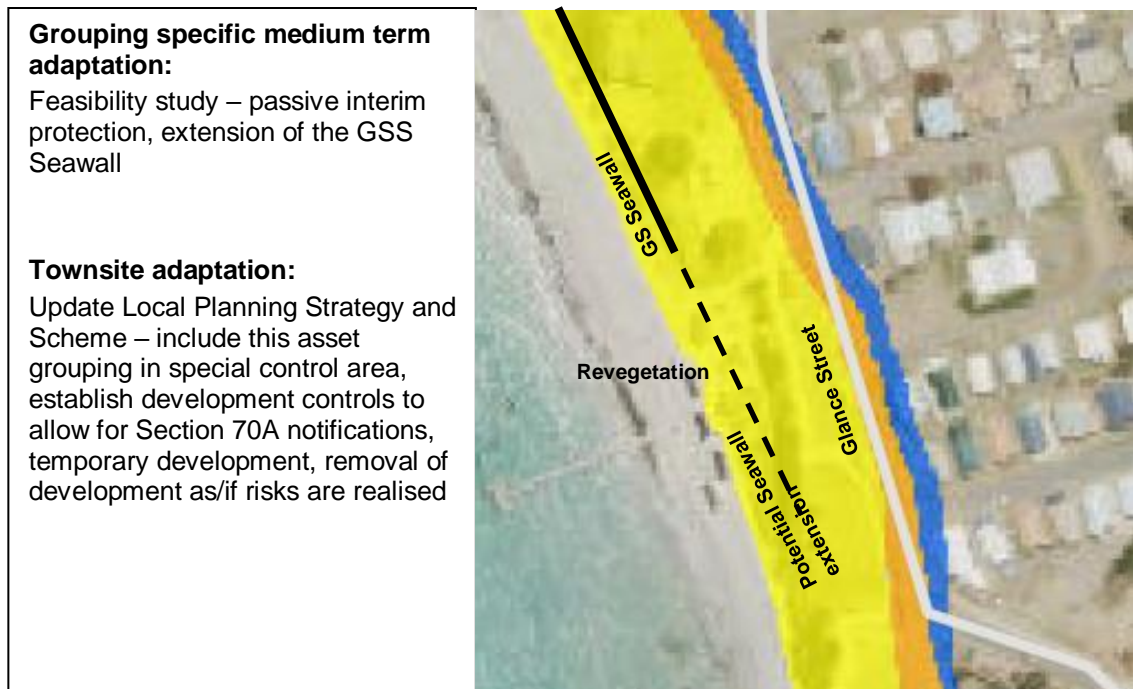 Grouping specific medium term
adaptation:
Feasibility study – passive interim
protection, extension of the GSS
Seawall
Townsite adaptation:
Update Local Planning Strategy and
Scheme – include this asset
grouping in special control area,
establish development controls to
allow for Section 70A notifications,
temporary development, removal of
development as/if risks are realised
GS Seawall
Revegetation
Glance Street
Potential Seawall
extension